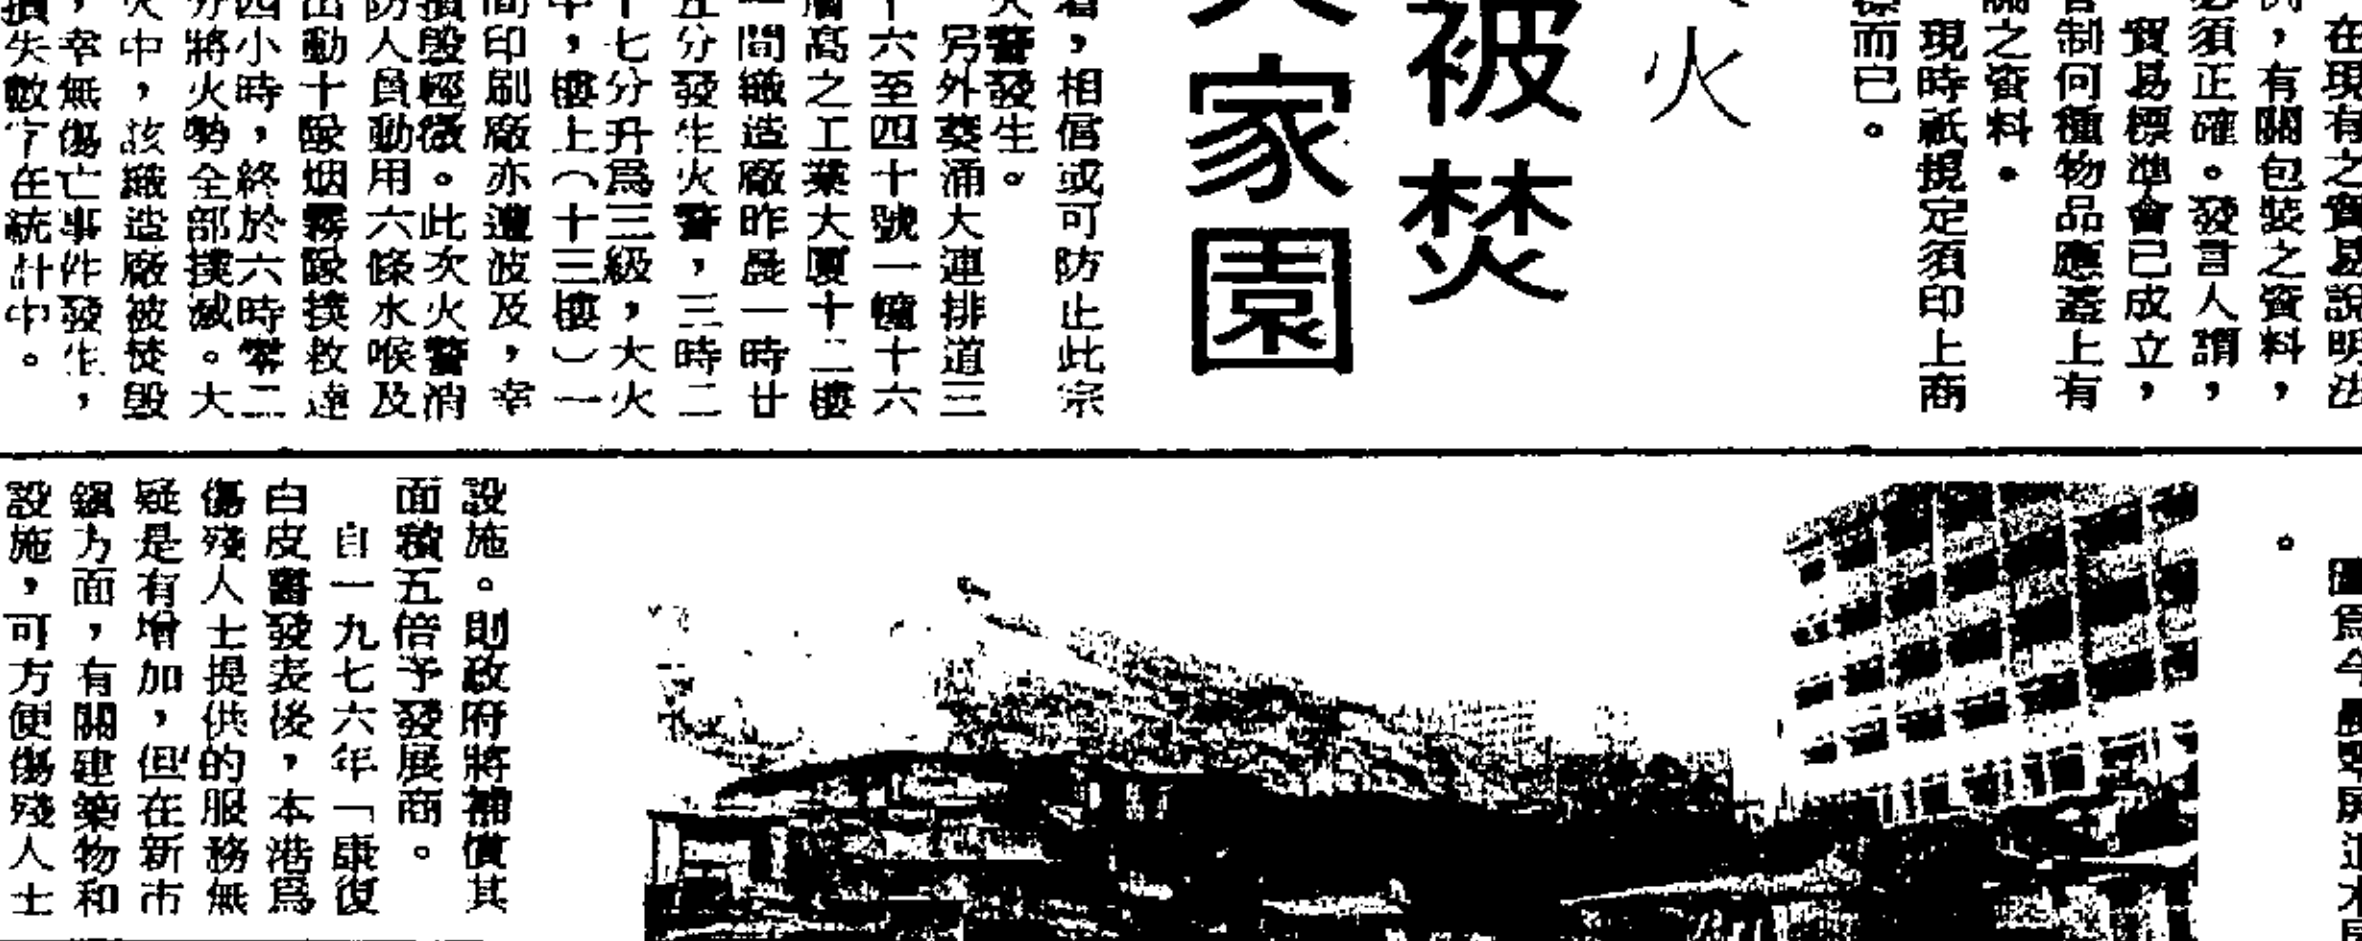 在現有之貿易說明法
，有關包裝之資料，
必須正確。發言人謂，
貿易標準會已成立，
管制何種物品應蓋上有
關之資料。
現時祇規定須印上商
標而已。
火
被焚
家園
着，相信或可防止此宗
火警發生。
另外葵涌大連排道三
十六至四十號一幢十六
層高之工業大厦十二樓
一間織造廠昨晨一時廿
五分發生火警，三時二
十七分升爲三級，大火
中，樓上（十三樓）一
間印刷廠亦遭波及，幸
損毀輕微。此次火警消
防人員動用六條水喉及
出動十隊烟霧隊撲救達
四小時，終於六時零二
分將火勢全部撲滅。大
火中，該織造廠被焚毀
，幸無傷亡事件發生，
損失數字在統計中。
。
圖爲今晨
設施。則政府將補償其
面積五倍予發展商。
自一九七六年「康復
白皮書發表後，本港爲
傷殘人士提供的服務無
疑是有增加，但在新市
鎮方面，有關建築物和
設施，可方便傷殘人士